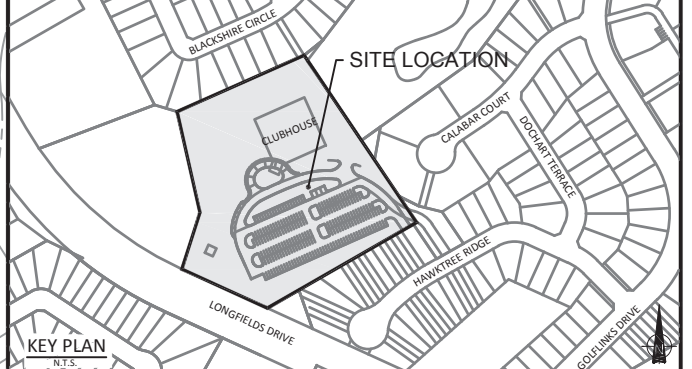 BLACKSHIRE CIRCLE
SITE LOCATION
CLUBHOUSE
CALABAR COURT
DOCHART TERRACE
HAWKTREE RIDGE
LONGFIELDS DRIVE
GOLFLINKS DRIVE
KEY PLAN
N.T.S.
N